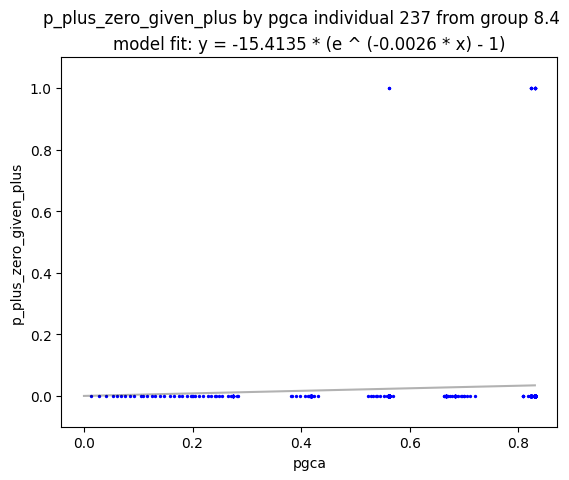 p_plus_zero_given_plus by pgca individual 237 from group 8.4
model fit: y = -15.4135 * (e ^ (-0.0026 * x) - 1)
p_plus_zero_given_plus
1.0
0.8
0.6
0.4
0.2
0.0
0.0 0.2 0.4 0.6 0.8
pgca